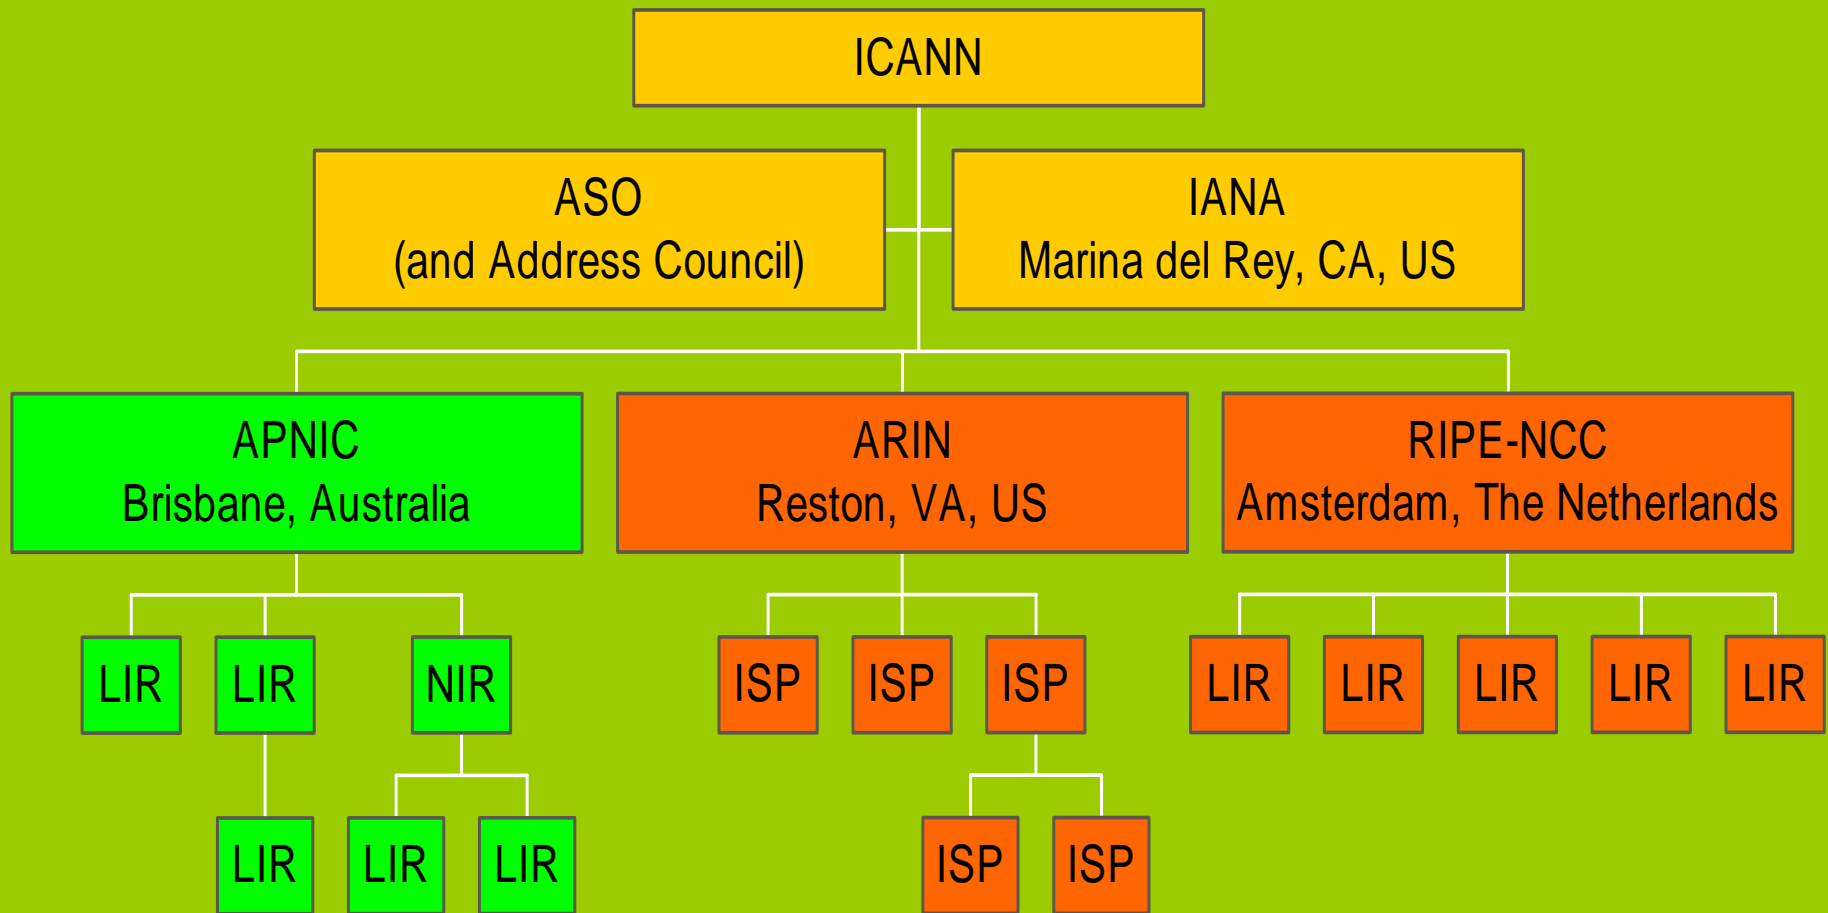 ICANN
ASO
(and Address Council)
IANA
Marina del Rey, CA, US
APNIC
Brisbane, Australia
ARIN
Reston, VA, US
RIPE-NCC
Amsterdam, The Netherlands
LIR
LIR
NIR
ISP
ISP
ISP
LIR
LIR
LIR
LIR
LIR
LIR
LIR
LIR
ISP
ISP